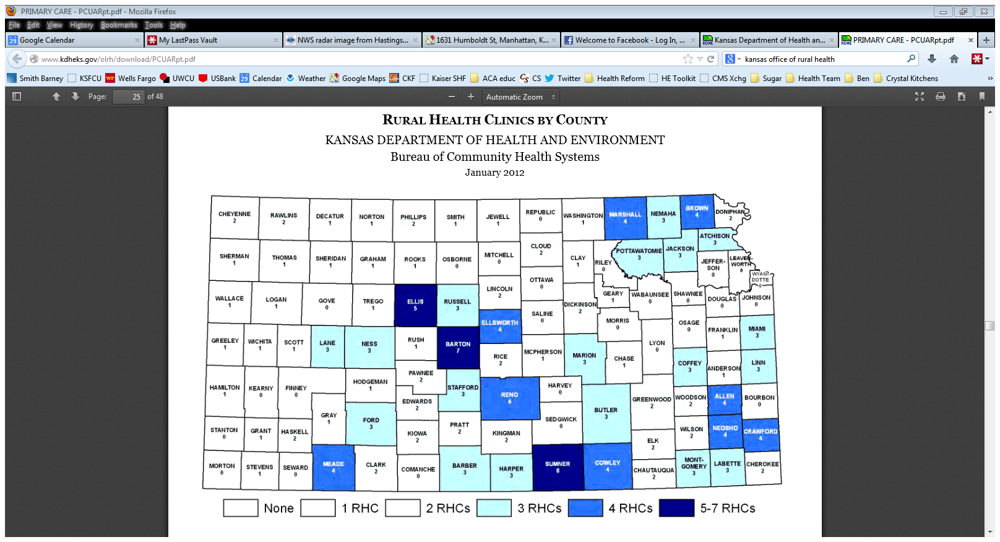 PRIMARY CARE - PCUARpt.pdf - Mozilla Firefox
File Edit View History Bookmarks Tools Help
29 Google Calendar × My LastPass Vault × NWS radar image from Hastings... × 1631 Humboldt St, Manhattan, K... × Welcome to Facebook - Log In, ... × KDHE Kansas Department of Health an... × KDHE PRIMARY CARE - PCUARpt.pdf × +
www.kdheks.gov/olrh/download/PCUARpt.pdf kansas office of rural health
Smith Barney KSFCU WF Wells Fargo UWCU USBank 29 Calendar Weather Google Maps CKF Kaiser SHF ACA educ CS CS Twitter Health Reform HE Toolkit CMS Xchg Sugar Health Team Ben Crystal Kitchens »
Page: 25 of 48 − + Automatic Zoom
RURAL HEALTH CLINICS BY COUNTY
KANSAS DEPARTMENT OF HEALTH AND ENVIRONMENT
Bureau of Community Health Systems
January 2012
CHEYENNE 2 RAWLINS 2 DECATUR 1 NORTON 1 PHILLIPS 2 SMITH 1 JEWELL 1 REPUBLIC 0 WASHINGTON 1 MARSHALL 4 NEMAHA 3 BROWN 4 DONIPHAN 2
ATCHISON 3
SHERMAN 1 THOMAS 1 SHERIDAN 1 GRAHAM 1 ROOKS 1 OSBORNE 0 MITCHELL 0 CLOUD 2 CLAY 1 RILEY 0 POTTAWATOMIE 3 JACKSON 3 JEFFER-SON 0 LEAVEN-WORTH 0 WYAN-DOTTE 0
WALLACE 1 LOGAN 1 GOVE 0 TREGO 1 ELLIS 5 RUSSELL 3 LINCOLN 2 OTTAWA 0 DICKINSON 2 GEARY 1 WABAUNSEE 0 SHAWNEE 0 DOUGLAS 0 JOHNSON 0
ELLSWORTH 4 SALINE 0 MORRIS 0 OSAGE 0 FRANKLIN 1 MIAMI 3
GREELEY 1 WICHITA 1 SCOTT 1 LANE 3 NESS 3 RUSH 1 BARTON 7 RICE 2 MCPHERSON 1 MARION 3 CHASE 1 LYON 0 COFFEY 3 ANDERSON 1 LINN 3
HAMILTON 1 KEARNY 0 FINNEY 0 HODGEMAN 1 PAWNEE 2 STAFFORD 3 RENO 4 HARVEY 0 BUTLER 3 GREENWOOD 2 WOODSON 2 ALLEN 4 BOURBON 0
GRAY 1 FORD 3 EDWARDS 2 PRATT 2 SEDGWICK 0
STANTON 0 GRANT 1 HASKELL 2 KIOWA 2 KINGMAN 2 ELK 2 WILSON 2 NEOSHO 4 CRAWFORD 4
MORTON 0 STEVENS 1 SEWARD 0 MEADE 4 CLARK 2 COMANCHE 0 BARBER 3 HARPER 3 SUMNER 6 COWLEY 4 CHAUTAUQUA 2 MONT-GOMERY 3 LABETTE 3 CHEROKEE 2
None 1 RHC 2 RHCs 3 RHCs 4 RHCs 5-7 RHCs